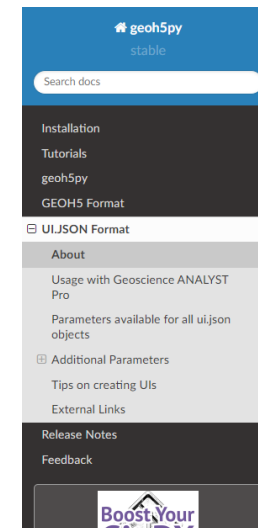 geoh5py
stable
Search docs
Installation
Tutorials
geoh5py
GEOH5 Format
UI.JSON Format
About
Usage with Geoscience ANALYST
Pro
Parameters available for all ui.json
objects
Additional Parameters
Tips on creating UIs
External Links
Release Notes
Feedback
Boost Your